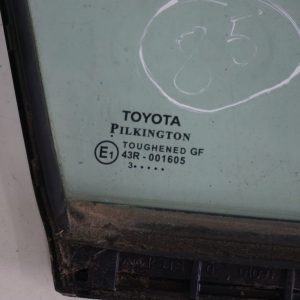 85
TOYOTA
PILKINGTON
E1 TOUGHENED GF
43R-001605
3•••••